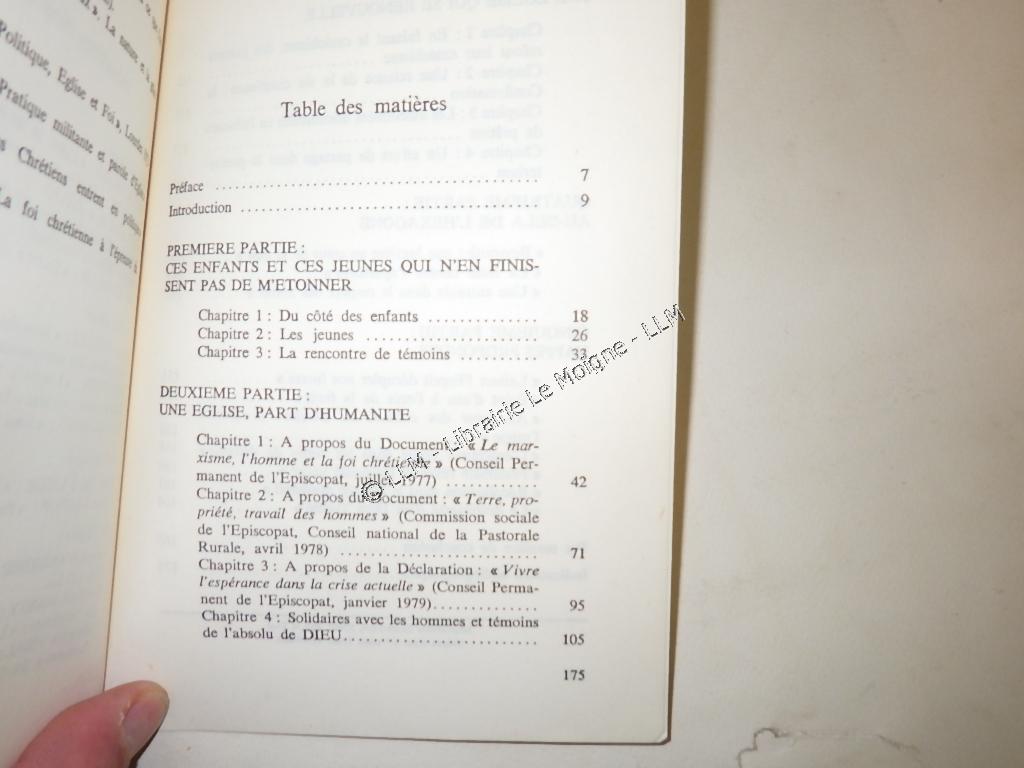 ». La nature et
Politique, Eglise et Foi », Lourdes
Pratique militante et parole d'Eglise
Chrétiens entrent en politique
La foi chrétienne à l'épreuve
Table des matières
Préface ........ 7
Introduction ........ 9
PREMIERE PARTIE :
CES ENFANTS ET CES JEUNES QUI N'EN FINIS-
SENT PAS DE M'ETONNER
Chapitre 1 : Du côté des enfants ........ 18
Chapitre 2 : Les jeunes ........ 26
Chapitre 3 : La rencontre de témoins 33
DEUXIEME PARTIE :
UNE EGLISE, PART D'HUMANITE
Chapitre 1 : A propos du Document : « Le mar-
xisme, l'homme et la foi chrétienne » (Conseil Per-
manent de l'Episcopat, juillet 1977) ........ 42
Chapitre 2 : A propos du Document : « Terre, pro-
priété, travail des hommes » (Commission sociale
de l'Episcopat, Conseil national de la Pastorale
Rurale, avril 1978) ........ 71
Chapitre 3 : A propos de la Déclaration : « Vivre
l'espérance dans la crise actuelle » (Conseil Perma-
nent de l'Episcopat, janvier 1979) ........ 95
Chapitre 4 : Solidaires avec les hommes et témoins
de l'absolu de DIEU ........ 105
175
© LLM - Librairie Le Moigne - LLM